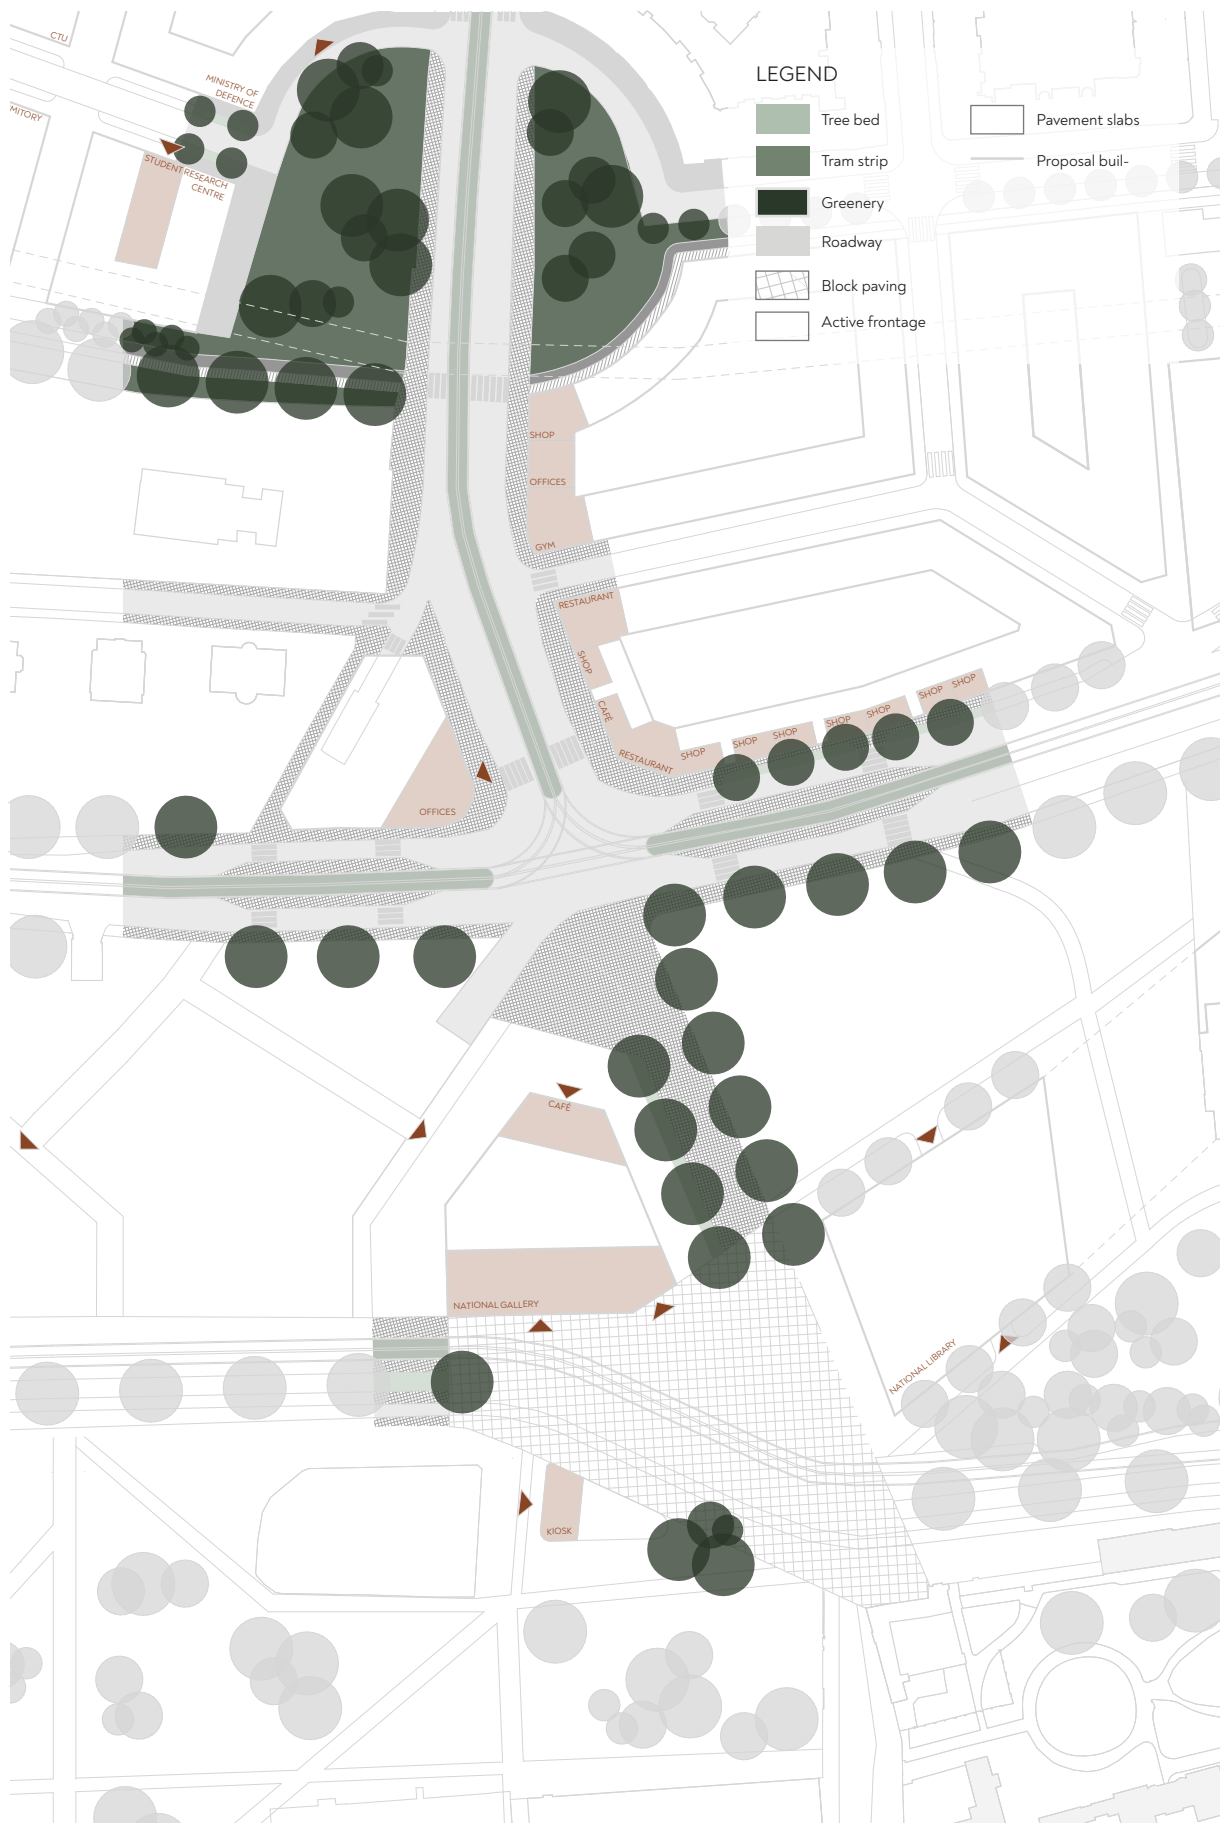 CTU
MINISTRY OF
DEFENCE
MITORY
STUDENT RESEARCH
CENTRE
LEGEND
Tree bed
Tram strip
Greenery
Roadway
Block paving
Active frontage
Pavement slabs
Proposal buil-
SHOP
OFFICES
GYM
RESTAURANT
SHOP
CAFÉ
RESTAURANT
SHOP
SHOP
SHOP
SHOP
SHOP
SHOP
SHOP
OFFICES
CAFÉ
NATIONAL GALLERY
NATIONAL LIBRARY
KIOSK